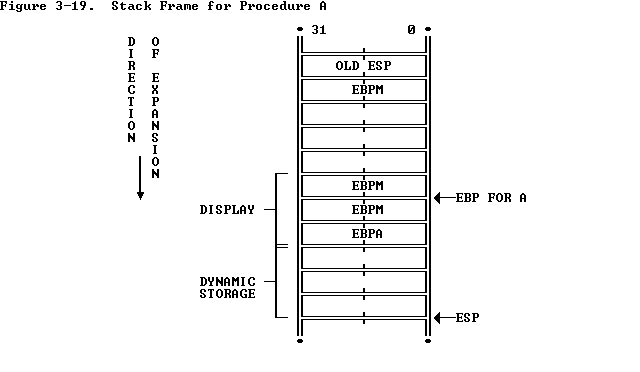 Figure 3-19.  Stack Frame for Procedure A
31 0
DIRECTION
OF EXPANSION
OLD ESP
EBPM
EBPM
EBP FOR A
DISPLAY
EBPM
EBPA
DYNAMIC
STORAGE
ESP